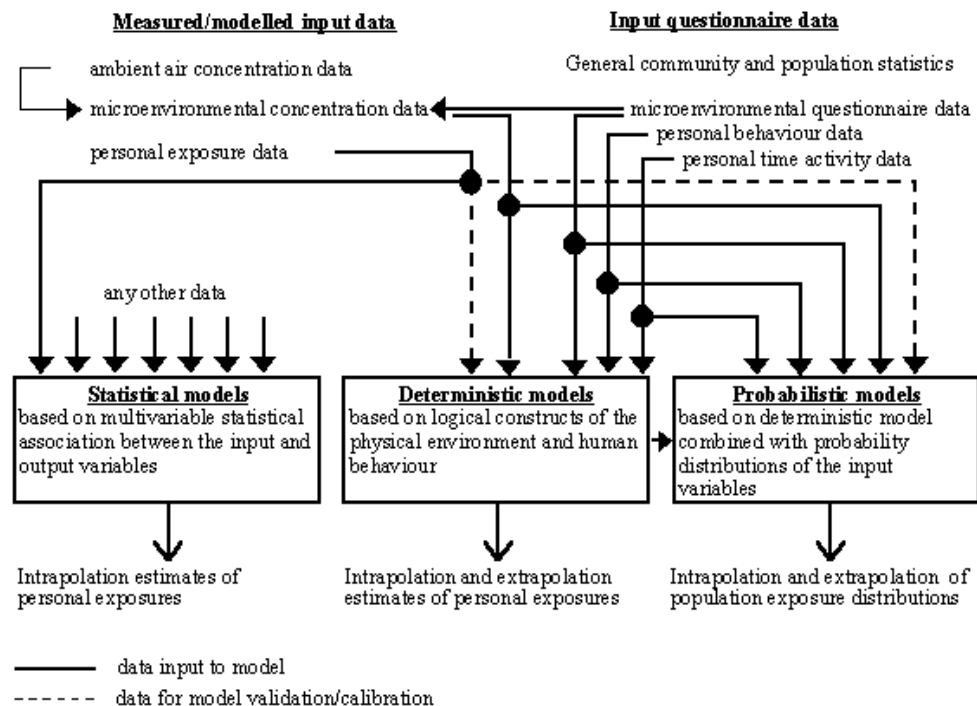 Measured/modelled input data
Input questionnaire data
ambient air concentration data
General community and population statistics
microenvironmental concentration data
microenvironmental questionnaire data
personal behaviour data
personal exposure data
personal time activity data
any other data
Statistical models
based on multivariable statistical
association between the input and
output variables
Deterministic models
based on logical constructs of the
physical environment and human
behaviour
Probabilistic models
based on deterministic model
combined with probability
distributions of the input
variables
Intrapolation estimates of
personal exposures
Intrapolation and extrapolation
estimates of personal exposures
Intrapolation and extrapolation of
population exposure distributions
data input to model
data for model validation/calibration